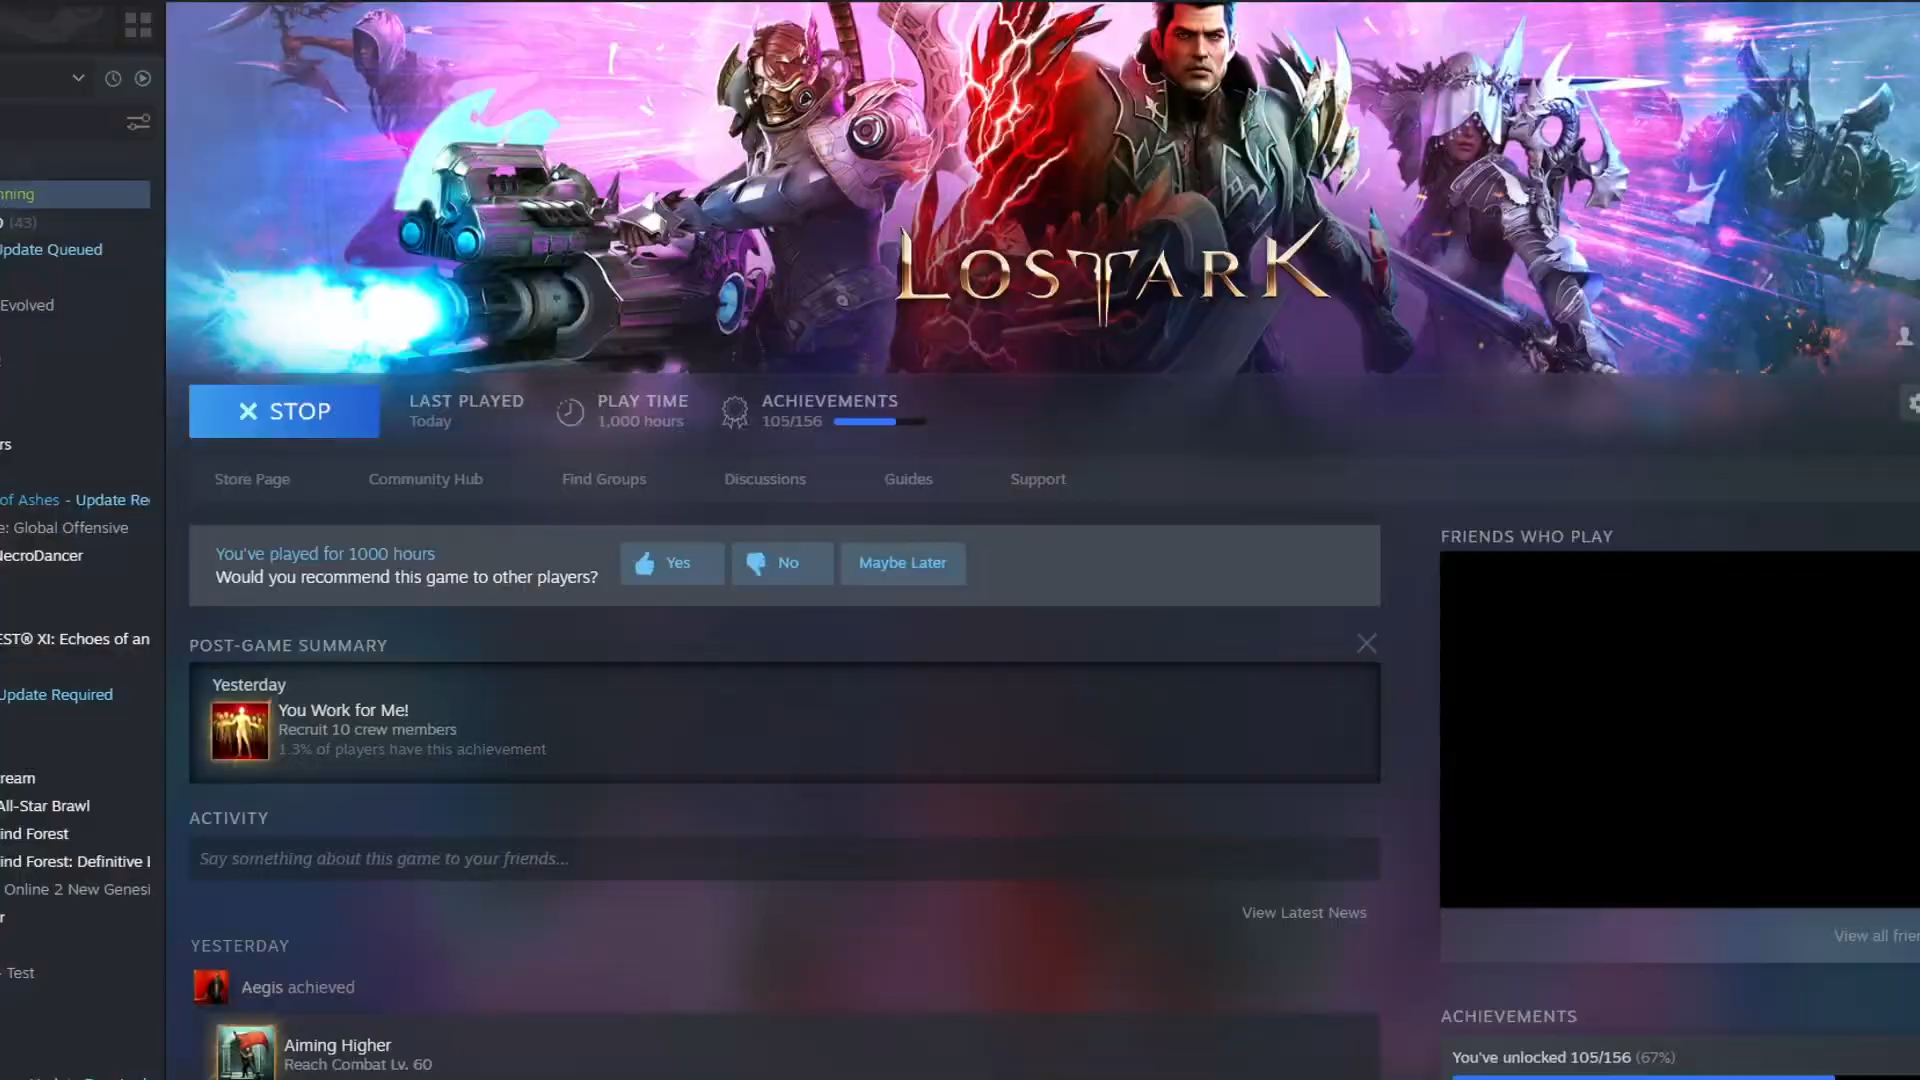 nning
(43)
Update Queued
Evolved
rs
of Ashes - Update Re
e: Global Offensive
NecroDancer
EST® XI: Echoes of an
Update Required
ream
All-Star Brawl
ind Forest
ind Forest: Definitive
Online 2 New Genesi
r
- Test
LOST ARK
STOP
LAST PLAYED
Today
PLAY TIME
1,000 hours
ACHIEVEMENTS
105/156
Store Page
Community Hub
Find Groups
Discussions
Guides
Support
You've played for 1000 hours
Would you recommend this game to other players?
Yes
No
Maybe Later
POST-GAME SUMMARY
Yesterday
You Work for Me!
Recruit 10 crew members
1.3% of players have this achievement
ACTIVITY
Say something about this game to your friends...
View Latest News
YESTERDAY
Aegis achieved
Aiming Higher
Reach Combat Lv. 60
FRIENDS WHO PLAY
View all frie
ACHIEVEMENTS
You've unlocked 105/156 (67%)